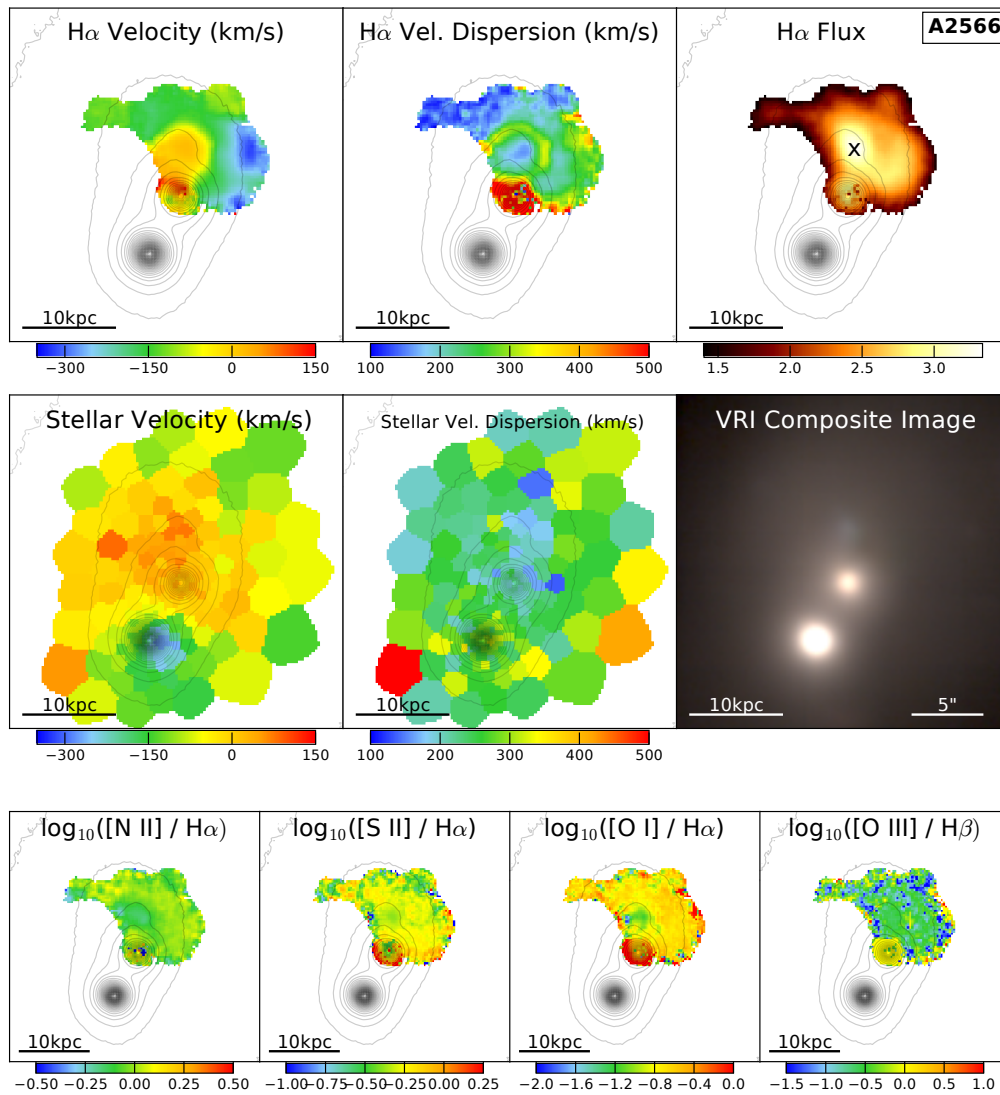 Hα Velocity (km/s)
Hα Vel. Dispersion (km/s)
Hα Flux
A2566
x
10kpc
10kpc
10kpc
−300 −150 0 150
100 200 300 400 500
1.5 2.0 2.5 3.0
Stellar Velocity (km/s)
Stellar Vel. Dispersion (km/s)
VRI Composite Image
10kpc
10kpc
10kpc
5"
−300 −150 0 150
100 200 300 400 500
log₁₀([N II] / Hα)
log₁₀([S II] / Hα)
log₁₀([O I] / Hα)
log₁₀([O III] / Hβ)
10kpc
10kpc
10kpc
10kpc
−0.50 −0.25 0.00 0.25 0.50
−1.00 −0.75 −0.50 −0.25 0.00 0.25
−2.0 −1.6 −1.2 −0.8 −0.4 0.0
−1.5 −1.0 −0.5 0.0 0.5 1.0